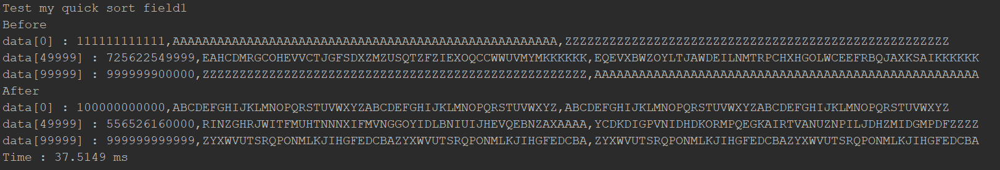 Test my quick sort field1
Before
data[0] : 111111111111,AAAAAAAAAAAAAAAAAAAAAAAAAAAAAAAAAAAAAAAAAAAAAAAAAAAA,ZZZZZZZZZZZZZZZZZZZZZZZZZZZZZZZZZZZZZZZZZZZZZZZZZZZZ
data[49999] : 725622549999,EAHCDMRGCOHEVVCTJGFSDXZMZUSQTZFZIEXOQCCWWUVMYMKKKKKK,EQEVXBWZOYLTJAWDEILNMTRPCHXHGOLWCEEFRBQJAXKSAIKKKKKK
data[99999] : 999999900000,ZZZZZZZZZZZZZZZZZZZZZZZZZZZZZZZZZZZZZZZZZZZZZZZZZZZZ,AAAAAAAAAAAAAAAAAAAAAAAAAAAAAAAAAAAAAAAAAAAAAAAAAAAA
After
data[0] : 100000000000,ABCDEFGHIJKLMNOPQRSTUVWXYZABCDEFGHIJKLMNOPQRSTUVWXYZ,ABCDEFGHIJKLMNOPQRSTUVWXYZABCDEFGHIJKLMNOPQRSTUVWXYZ
data[49999] : 556526160000,RINZGHRJWITFMUHTNNNXIFMVNGGOYIDLBNIUIJHEVQEBNZAXAAAA,YCDKDIGPVNIDHDKORMPQEGKAIRTVANUZNPILJDHZMIDGMPDFZZZZ
data[99999] : 999999999999,ZYXWVUTSRQPONMLKJIHGFEDCBAZYXWVUTSRQPONMLKJIHGFEDCBA,ZYXWVUTSRQPONMLKJIHGFEDCBAZYXWVUTSRQPONMLKJIHGFEDCBA
Time : 37.5149 ms